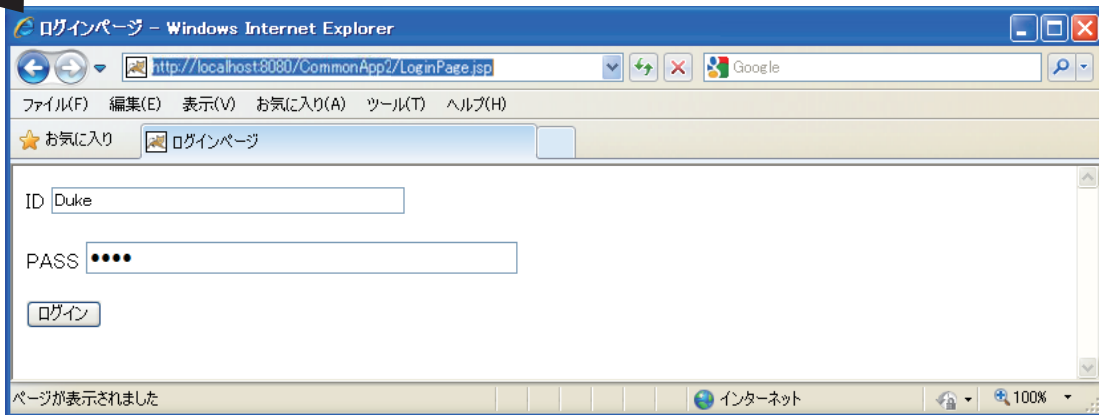 ログインページ - Windows Internet Explorer
http://localhost:8080/CommonApp2/LoginPage.jsp
Google
ファイル(F) 編集(E) 表示(V) お気に入り(A) ツール(T) ヘルプ(H)
お気に入り ログインページ
ID Duke
PASS ●●●●
ログイン
ページが表示されました インターネット 100%